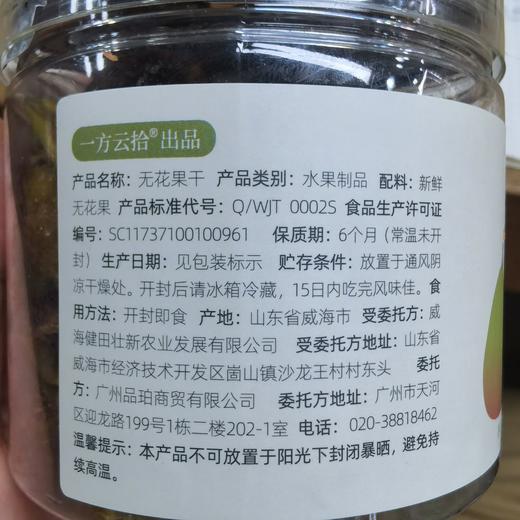 一方云拾®出品
产品名称：无花果干 产品类别：水果制品 配料：新鲜
无花果 产品标准代号：Q/WJT 0002S 食品生产许可证
编号：SC11737100100961 保质期：6个月（常温未开
封）生产日期：见包装标示 贮存条件：放置于通风阴
凉干燥处。开封后请冰箱冷藏，15日内吃完风味佳。食
用方法：开封即食 产地：山东省威海市 受委托方：威
海健田壮新农业发展有限公司 受委托方地址：山东省
威海市经济技术开发区崮山镇沙龙王村村东头 委托
方：广州品珀商贸有限公司 委托方地址：广州市天河
区迎龙路199号1栋二楼202-1室 电话：020-38818462
温馨提示：本产品不可放置于阳光下封闭暴晒，避免持
续高温。